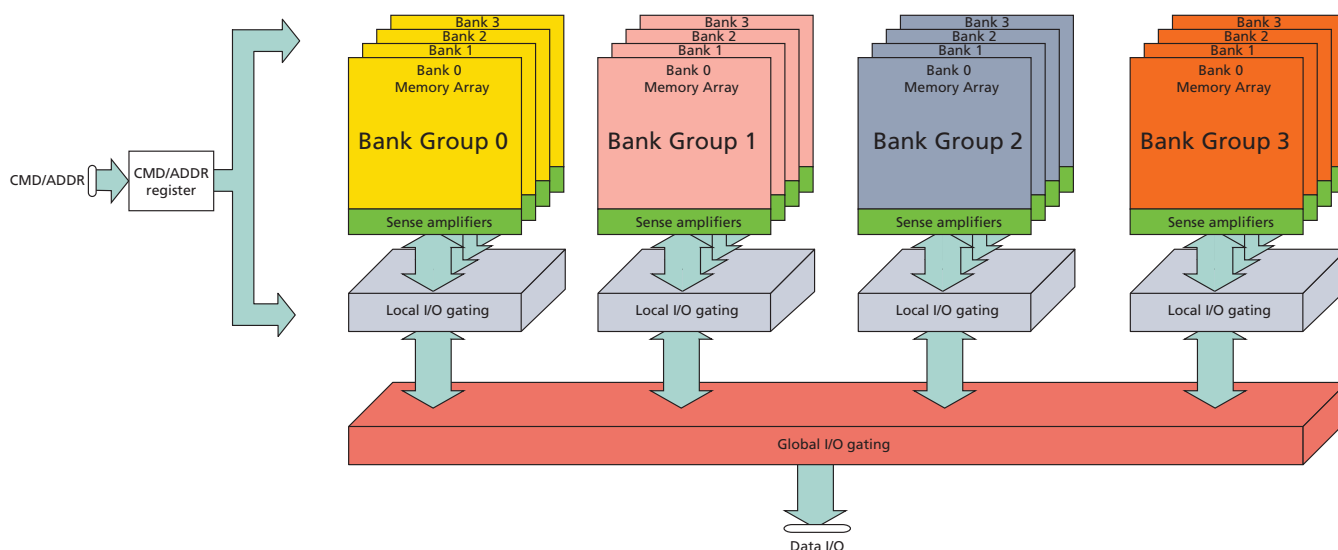 Bank 3
Bank 2
Bank 1
Bank 0
Memory Array
Bank Group 0
Sense amplifiers
Bank 3
Bank 2
Bank 1
Bank 0
Memory Array
Bank Group 1
Sense amplifiers
Bank 3
Bank 2
Bank 1
Bank 0
Memory Array
Bank Group 2
Sense amplifiers
Bank 3
Bank 2
Bank 1
Bank 0
Memory Array
Bank Group 3
Sense amplifiers
CMD/ADDR
CMD/ADDR
register
Local I/O gating
Local I/O gating
Local I/O gating
Local I/O gating
Global I/O gating
Data I/O